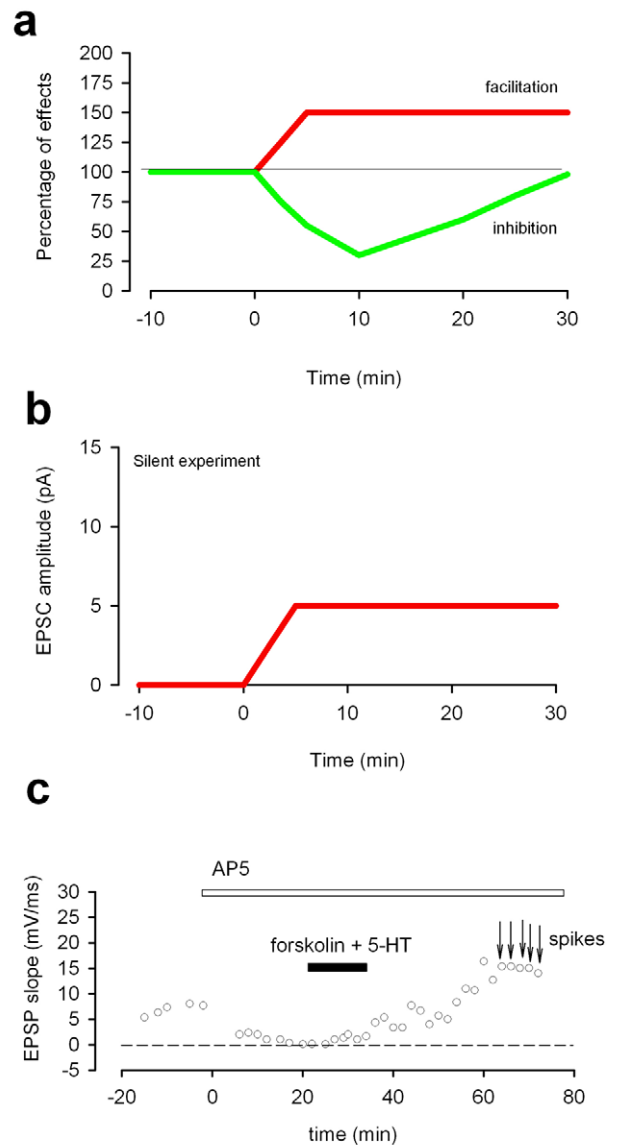 a
200
175
150
125
100
75
50
25
0
Percentage of effects
facilitation
inhibition
-10 0 10 20 30
Time (min)
b
15
10
5
0
EPSC amplitude (pA)
Silent experiment
-10 0 10 20 30
Time (min)
c
AP5
30
25
20
15
10
5
0
-5
EPSP slope (mV/ms)
forskolin + 5-HT
spikes
-20 0 20 40 60 80
time (min)